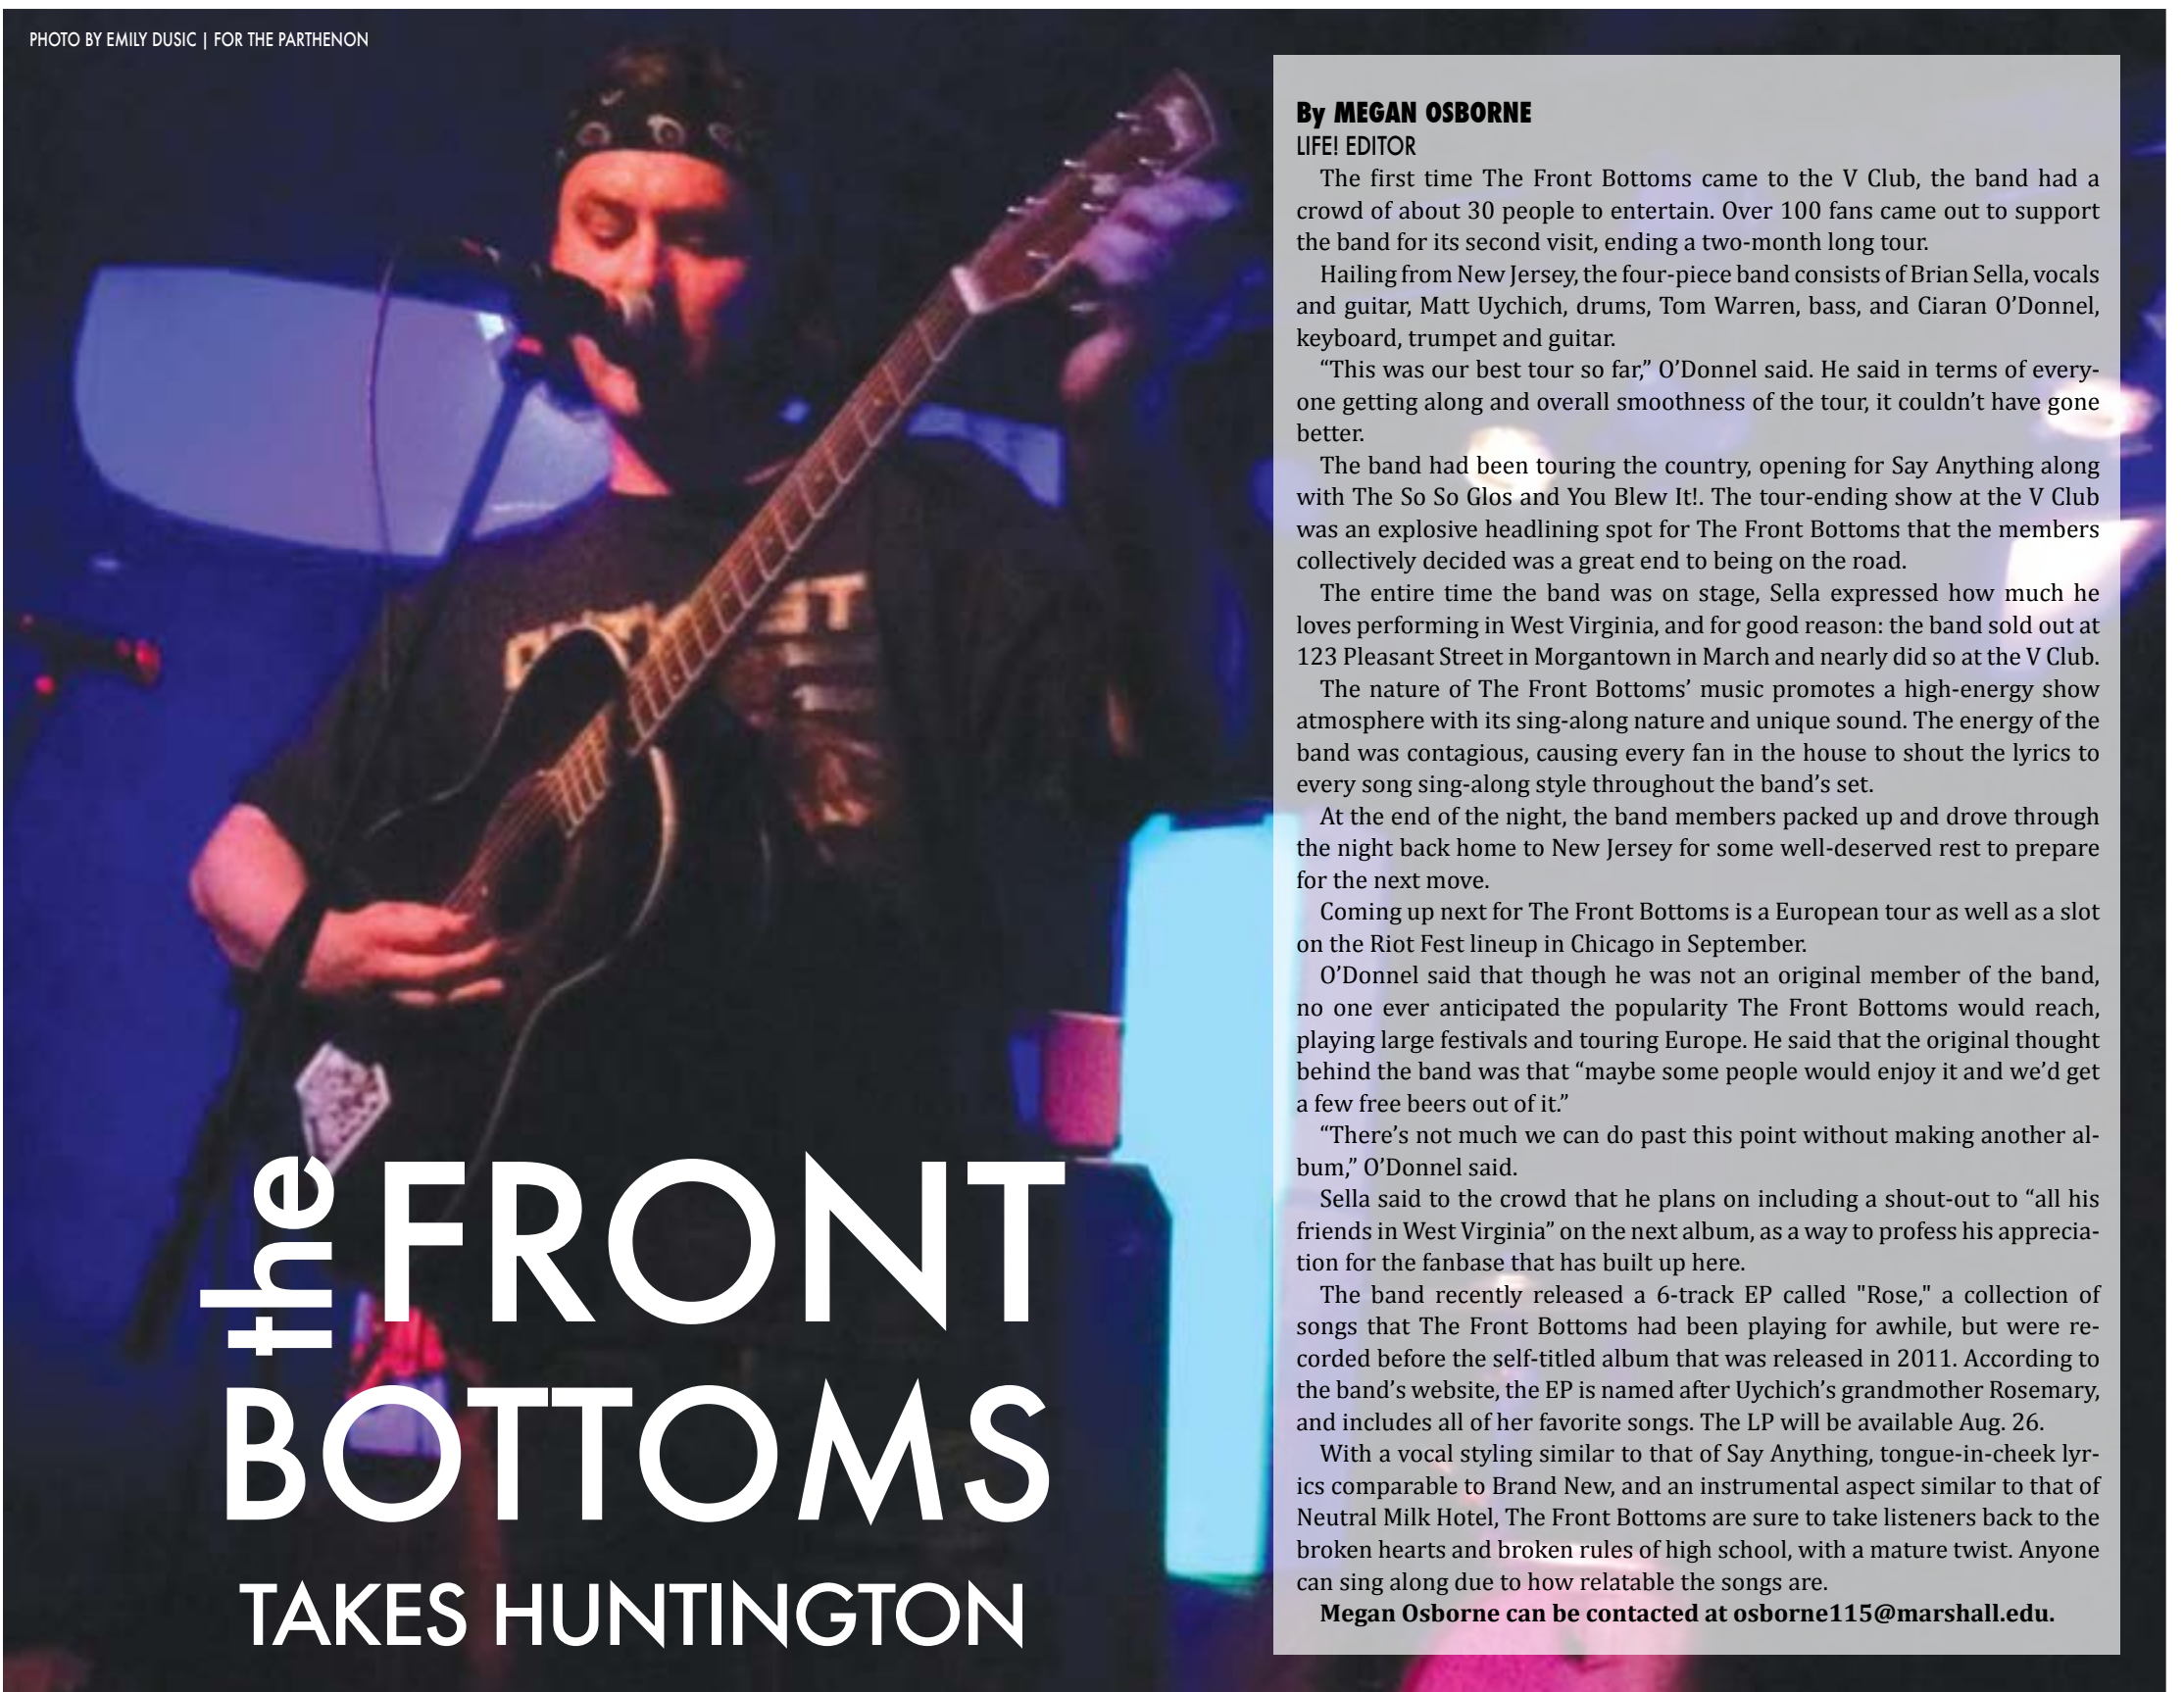 PHOTO BY EMILY DUSIC | FOR THE PARTHENON
the FRONT
BOTTOMS
TAKES HUNTINGTON
By MEGAN OSBORNE
LIFE! EDITOR
The first time The Front Bottoms came to the V Club, the band had a
crowd of about 30 people to entertain. Over 100 fans came out to support
the band for its second visit, ending a two-month long tour.
Hailing from New Jersey, the four-piece band consists of Brian Sella, vocals
and guitar, Matt Uychich, drums, Tom Warren, bass, and Ciaran O’Donnel,
keyboard, trumpet and guitar.
“This was our best tour so far,” O’Donnel said. He said in terms of every-
one getting along and overall smoothness of the tour, it couldn’t have gone
better.
The band had been touring the country, opening for Say Anything along
with The So So Glos and You Blew It!. The tour-ending show at the V Club
was an explosive headlining spot for The Front Bottoms that the members
collectively decided was a great end to being on the road.
The entire time the band was on stage, Sella expressed how much he
loves performing in West Virginia, and for good reason: the band sold out at
123 Pleasant Street in Morgantown in March and nearly did so at the V Club.
The nature of The Front Bottoms’ music promotes a high-energy show
atmosphere with its sing-along nature and unique sound. The energy of the
band was contagious, causing every fan in the house to shout the lyrics to
every song sing-along style throughout the band’s set.
At the end of the night, the band members packed up and drove through
the night back home to New Jersey for some well-deserved rest to prepare
for the next move.
Coming up next for The Front Bottoms is a European tour as well as a slot
on the Riot Fest lineup in Chicago in September.
O’Donnel said that though he was not an original member of the band,
no one ever anticipated the popularity The Front Bottoms would reach,
playing large festivals and touring Europe. He said that the original thought
behind the band was that “maybe some people would enjoy it and we’d get
a few free beers out of it.”
“There’s not much we can do past this point without making another al-
bum,” O’Donnel said.
Sella said to the crowd that he plans on including a shout-out to “all his
friends in West Virginia” on the next album, as a way to profess his apprecia-
tion for the fanbase that has built up here.
The band recently released a 6-track EP called "Rose," a collection of
songs that The Front Bottoms had been playing for awhile, but were re-
corded before the self-titled album that was released in 2011. According to
the band’s website, the EP is named after Uychich’s grandmother Rosemary,
and includes all of her favorite songs. The LP will be available Aug. 26.
With a vocal styling similar to that of Say Anything, tongue-in-cheek lyr-
ics comparable to Brand New, and an instrumental aspect similar to that of
Neutral Milk Hotel, The Front Bottoms are sure to take listeners back to the
broken hearts and broken rules of high school, with a mature twist. Anyone
can sing along due to how relatable the songs are.
Megan Osborne can be contacted at osborne115@marshall.edu.